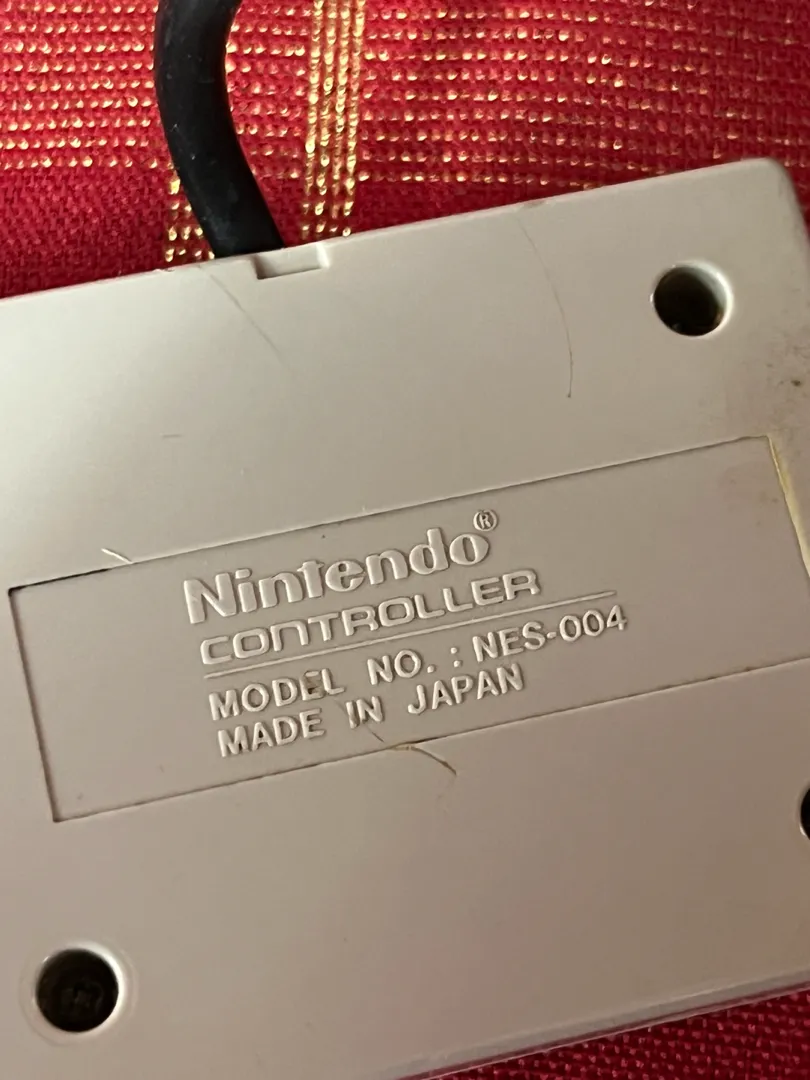 Nintendo®
CONTROLLER
MODEL NO. : NES-004
MADE IN JAPAN